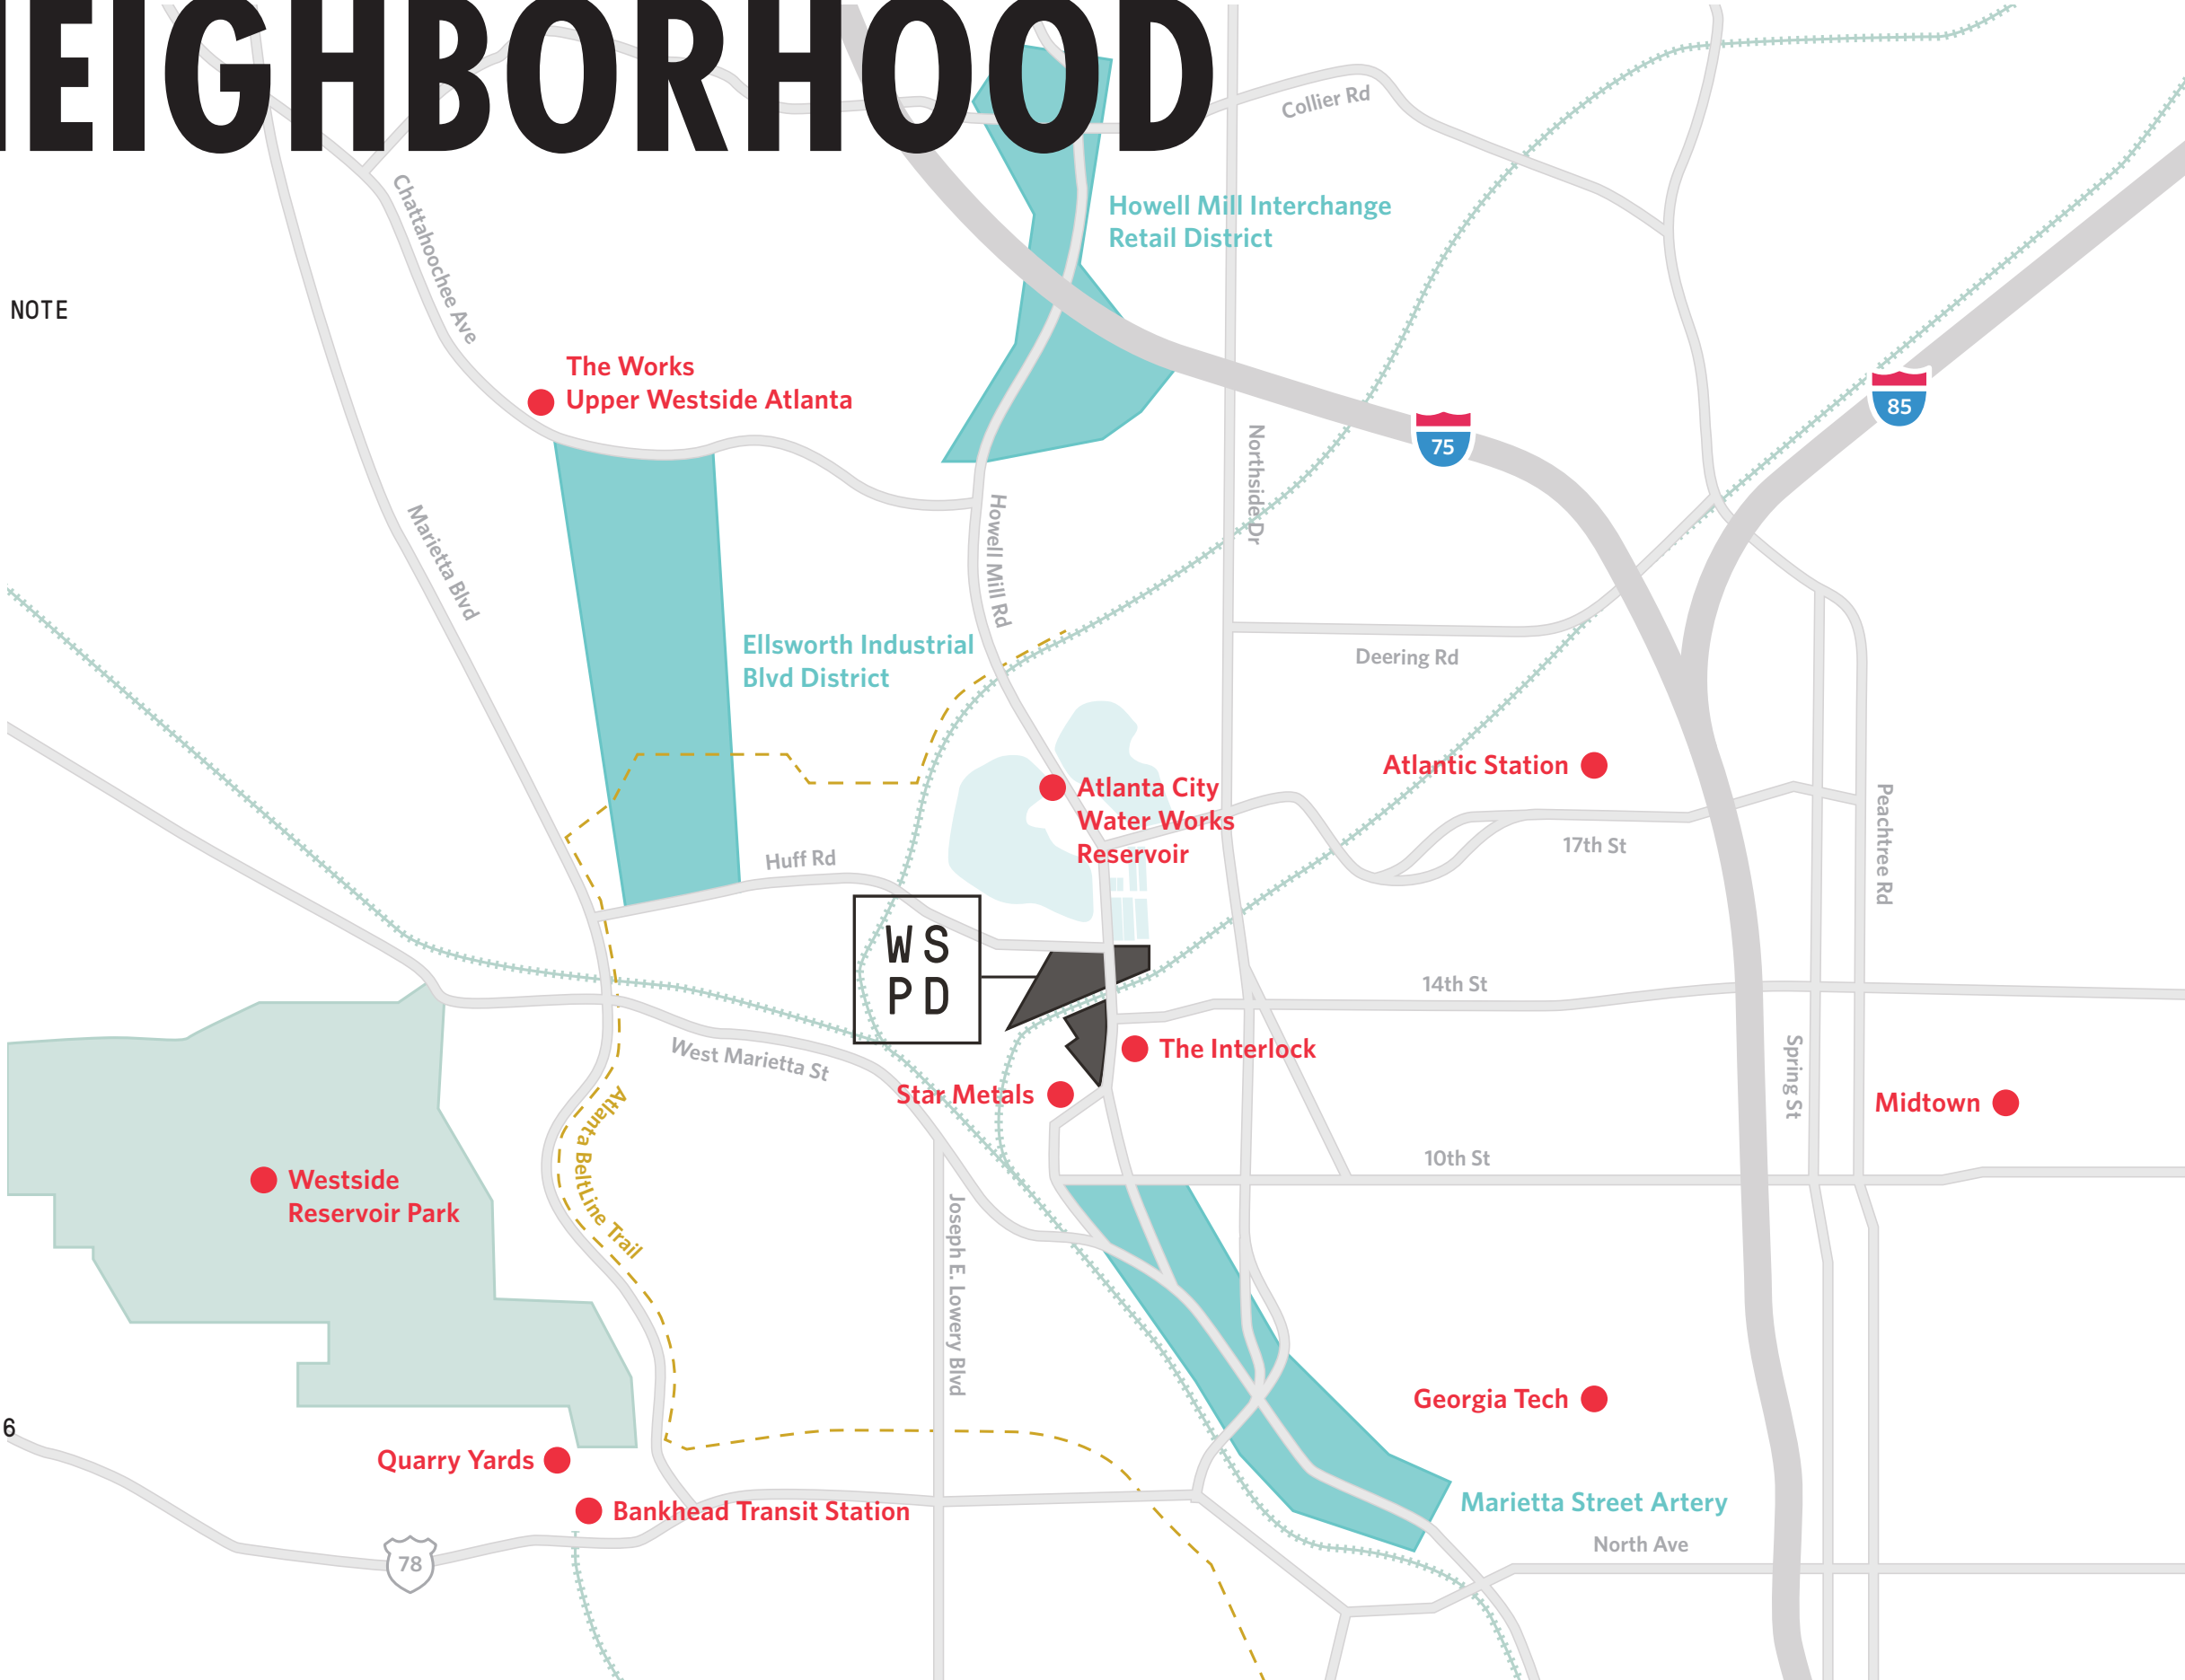 EIGHBORHOOD
Collier Rd
Chattahoochee Ave
Howell Mill Interchange
Retail District
NOTE
The Works
Upper Westside Atlanta
85
75
Northside Dr
Marietta Blvd
Howell Mill Rd
Ellsworth Industrial
Blvd District
Deering Rd
Atlantic Station
Atlanta City
Water Works
Reservoir
Peachtree Rd
17th St
Huff Rd
WS
PD
14th St
West Marietta St
The Interlock
Spring St
Star Metals
Midtown
Atlanta BeltLine Trail
10th St
Westside
Reservoir Park
Joseph E. Lowery Blvd
Georgia Tech
6
Quarry Yards
Marietta Street Artery
Bankhead Transit Station
North Ave
78